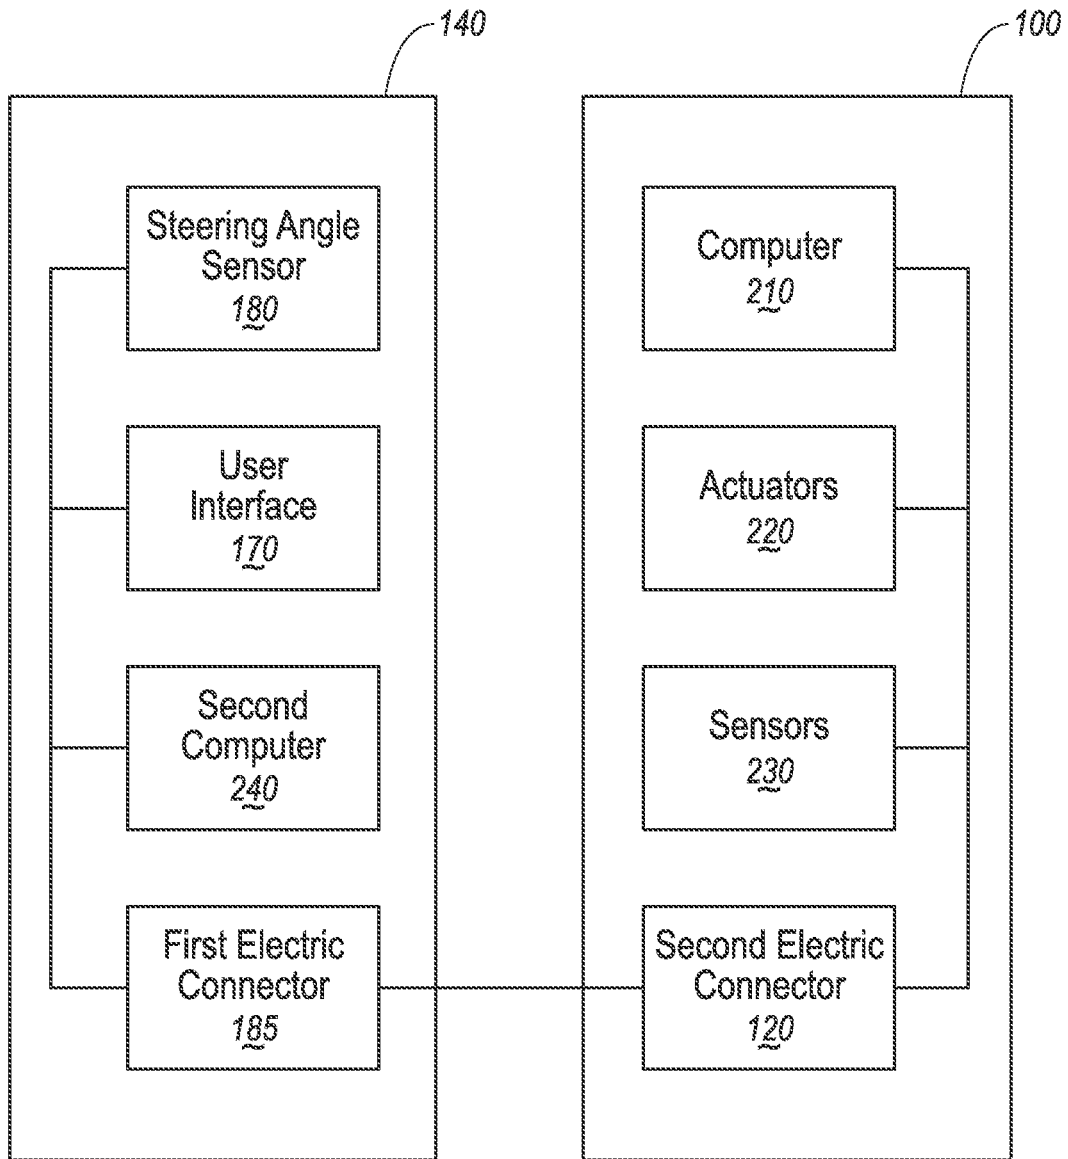 140
100
Steering Angle
Sensor
180
User
Interface
170
Second
Computer
240
First Electric
Connector
185
Computer
210
Actuators
220
Sensors
230
Second Electric
Connector
120